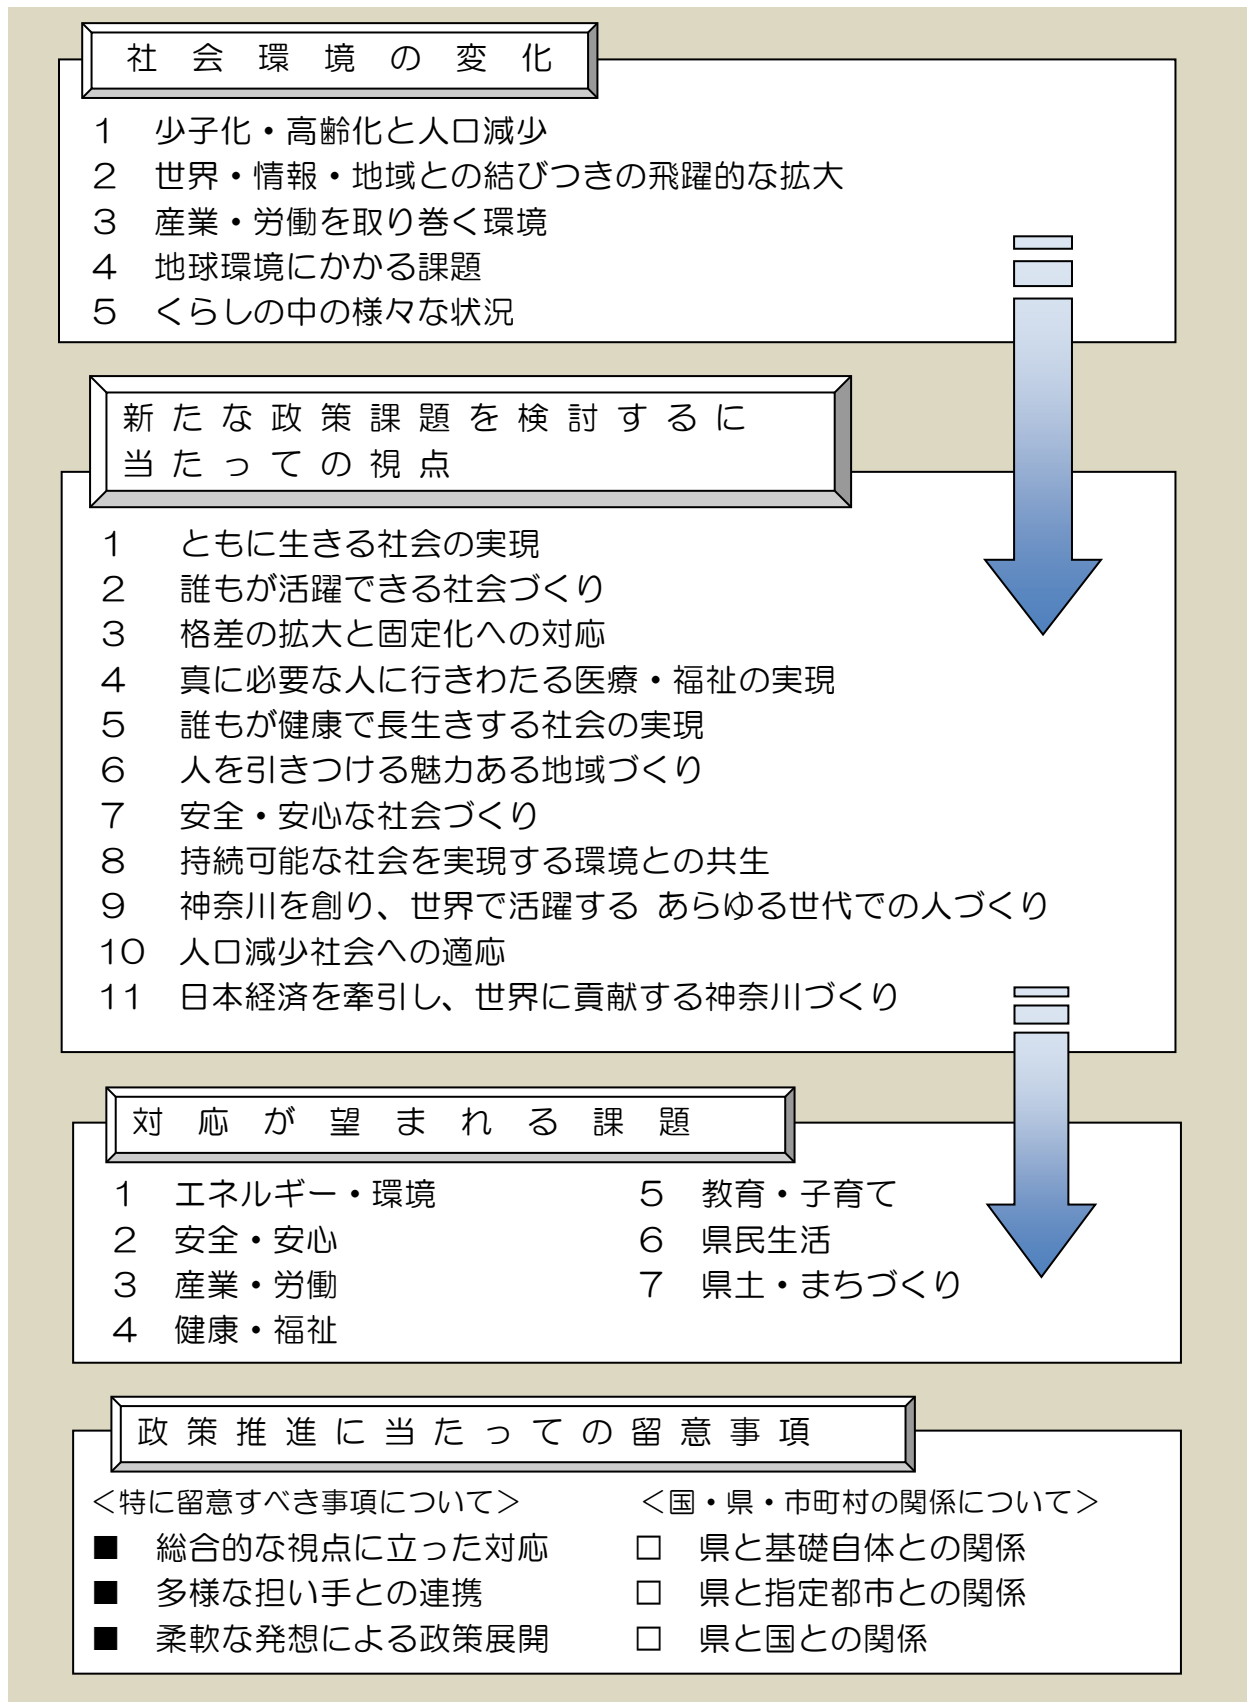 社会環境の変化
1 少子化・高齢化と人口減少
2 世界・情報・地域との結びつきの飛躍的な拡大
3 産業・労働を取り巻く環境
4 地球環境にかかる課題
5 くらしの中の様々な状況
新たな政策課題を検討するに
当たっての視点
1 ともに生きる社会の実現
2 誰もが活躍できる社会づくり
3 格差の拡大と固定化への対応
4 真に必要な人に行きわたる医療・福祉の実現
5 誰もが健康で長生きする社会の実現
6 人を引きつける魅力ある地域づくり
7 安全・安心な社会づくり
8 持続可能な社会を実現する環境との共生
9 神奈川を創り、世界で活躍する あらゆる世代での人づくり
10 人口減少社会への適応
11 日本経済を牽引し、世界に貢献する神奈川づくり
対応が望まれる課題
1 エネルギー・環境
2 安全・安心
3 産業・労働
4 健康・福祉
5 教育・子育て
6 県民生活
7 県土・まちづくり
政策推進に当たっての留意事項
＜特に留意すべき事項について＞
■ 総合的な視点に立った対応
■ 多様な担い手との連携
■ 柔軟な発想による政策展開
＜国・県・市町村の関係について＞
□ 県と基礎自体との関係
□ 県と指定都市との関係
□ 県と国との関係